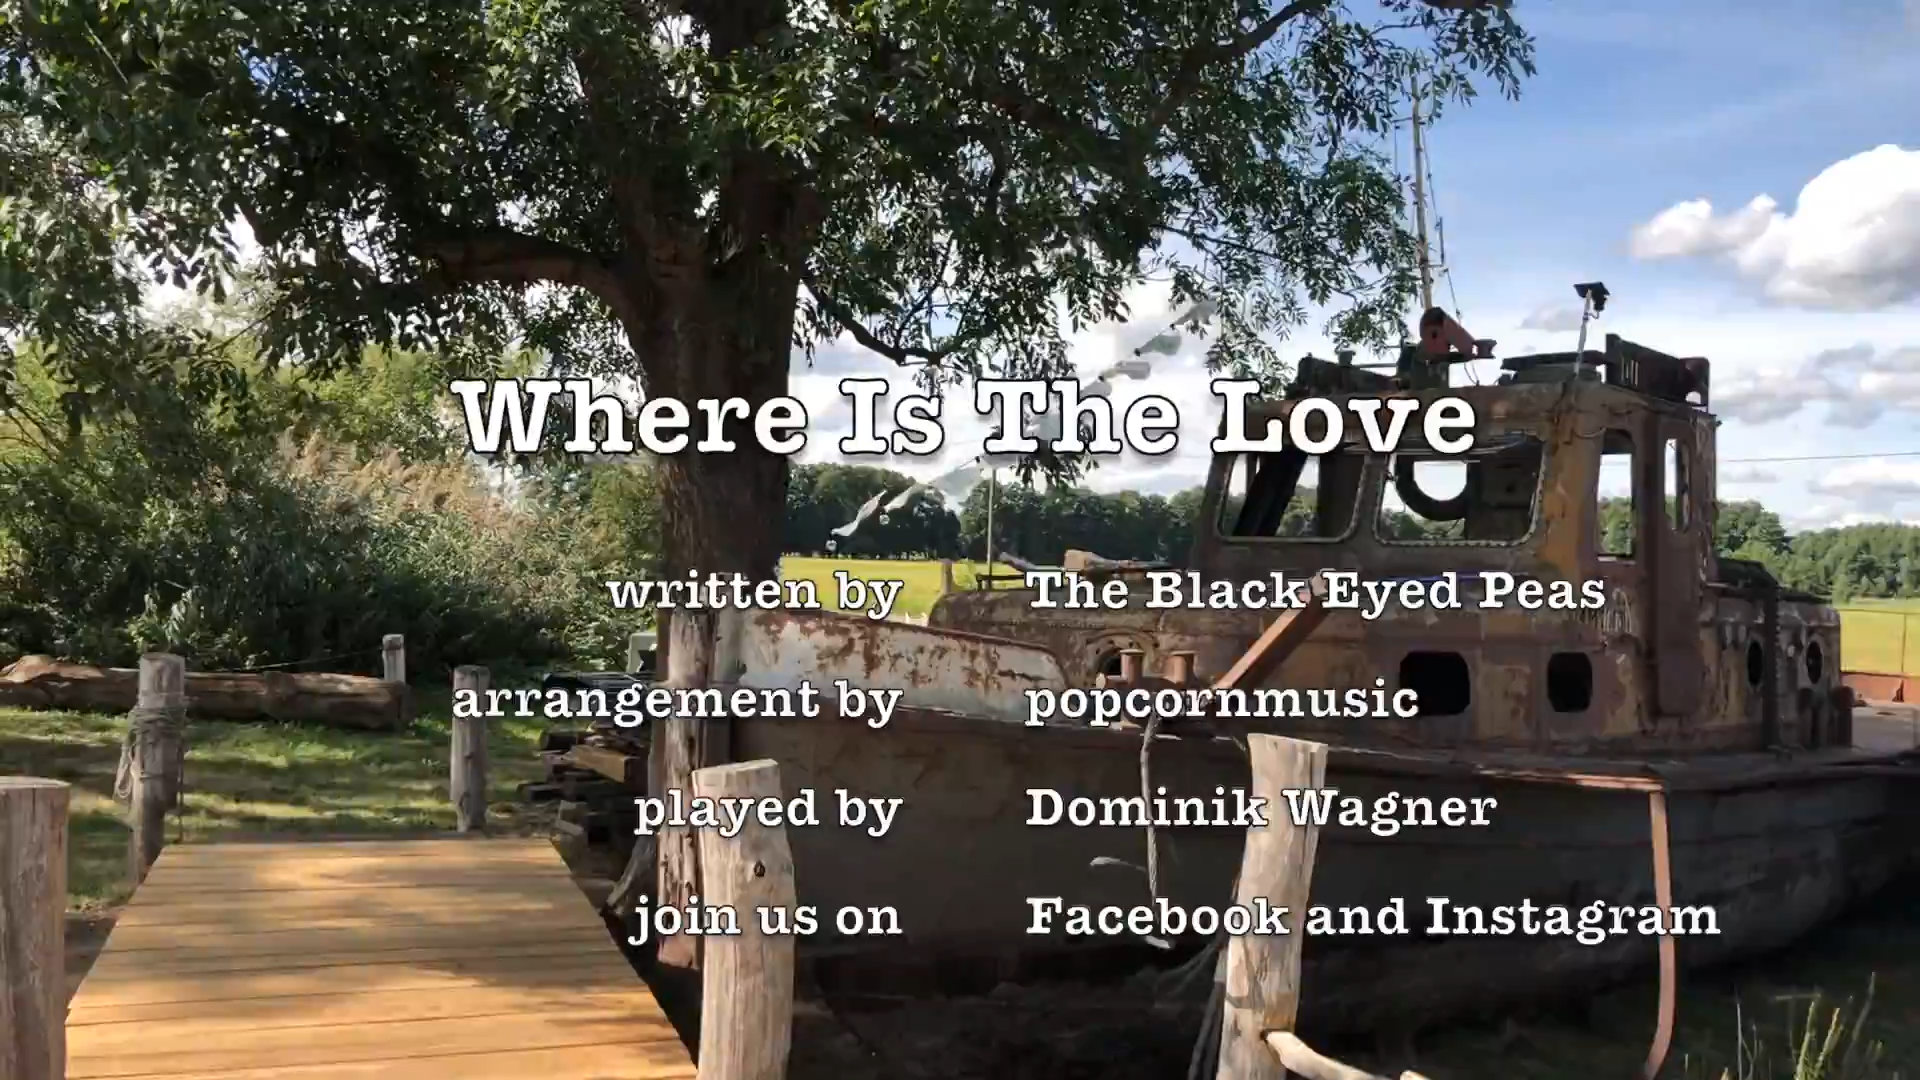 Where Is The Love
written by The Black Eyed Peas
arrangement by popcornmusic
played by Dominik Wagner
join us on Facebook and Instagram